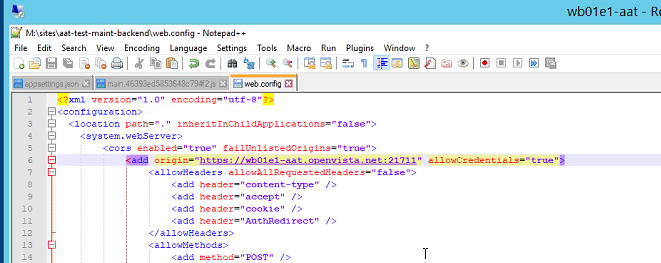 wb01e1-aat - Re
M:\sites\aat-test-maint-backend\web.config - Notepad++
File Edit Search View Encoding Language Settings Tools Macro Run Plugins Window ?
appsettings.json main.46393ed5853648c794f2.js web.config
1 <?xml version="1.0" encoding="utf-8"?>
2 <configuration>
3 <location path="." inheritInChildApplications="false">
4 <system.webServer>
5 <cors enabled="true" failUnlistedOrigins="true">
6 <add origin="https://wb01e1-aat.openvista.net:21711" allowCredentials="true">
7 <allowHeaders allowAllRequestedHeaders="false">
8 <add header="content-type" />
9 <add header="accept" />
10 <add header="cookie" />
11 <add header="AuthRedirect" />
12 </allowHeaders>
13 <allowMethods>
14 <add method="POST" />